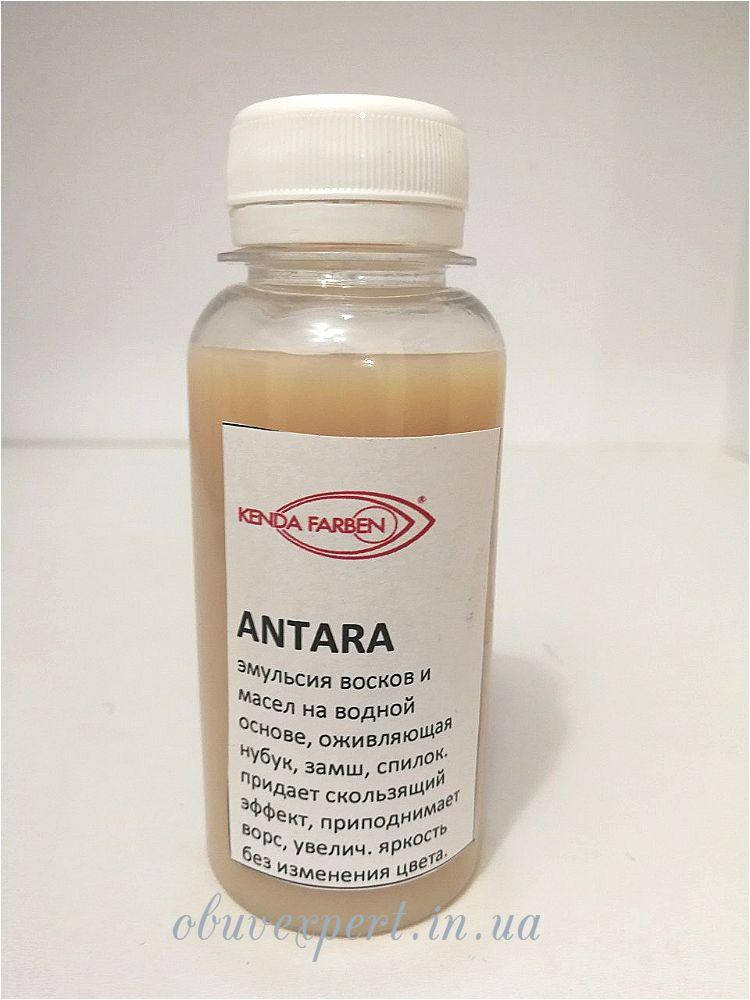 KENDA FARBEN ®
ANTARA
эмульсия восков и
масел на водной
основе, оживляющая
нубук, замш, спилок.
придает скользящий
эффект, приподнимает
ворс, увелич. яркость
без изменения цвета.
obuvexpert.in.ua